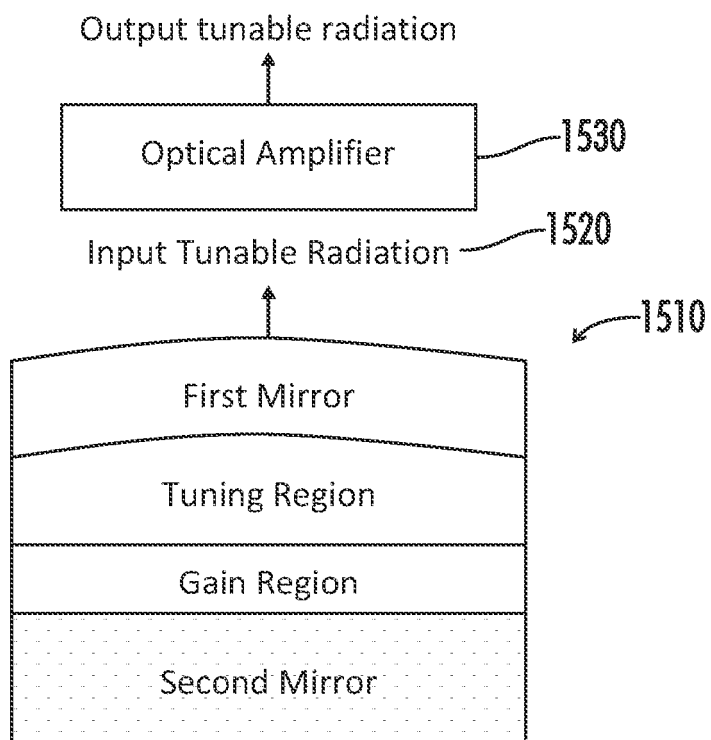 Output tunable radiation
Optical Amplifier
1530
Input Tunable Radiation
1520
1510
First Mirror
Tuning Region
Gain Region
Second Mirror